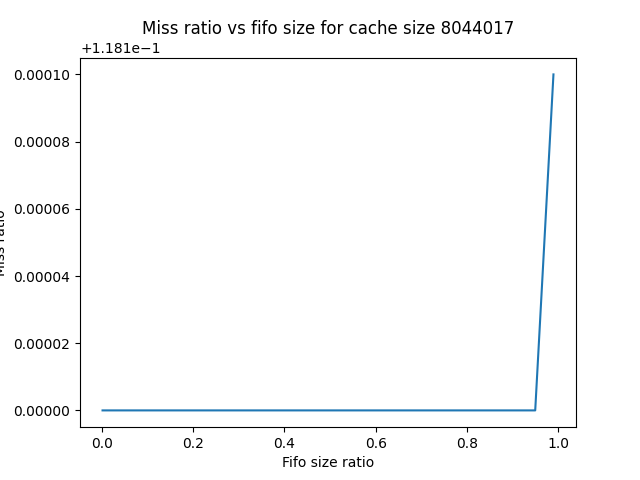 Miss ratio vs fifo size for cache size 8044017
+1.181e−1
0.00010
0.00008
0.00006
0.00004
0.00002
0.00000
Miss ratio
0.0 0.2 0.4 0.6 0.8 1.0
Fifo size ratio